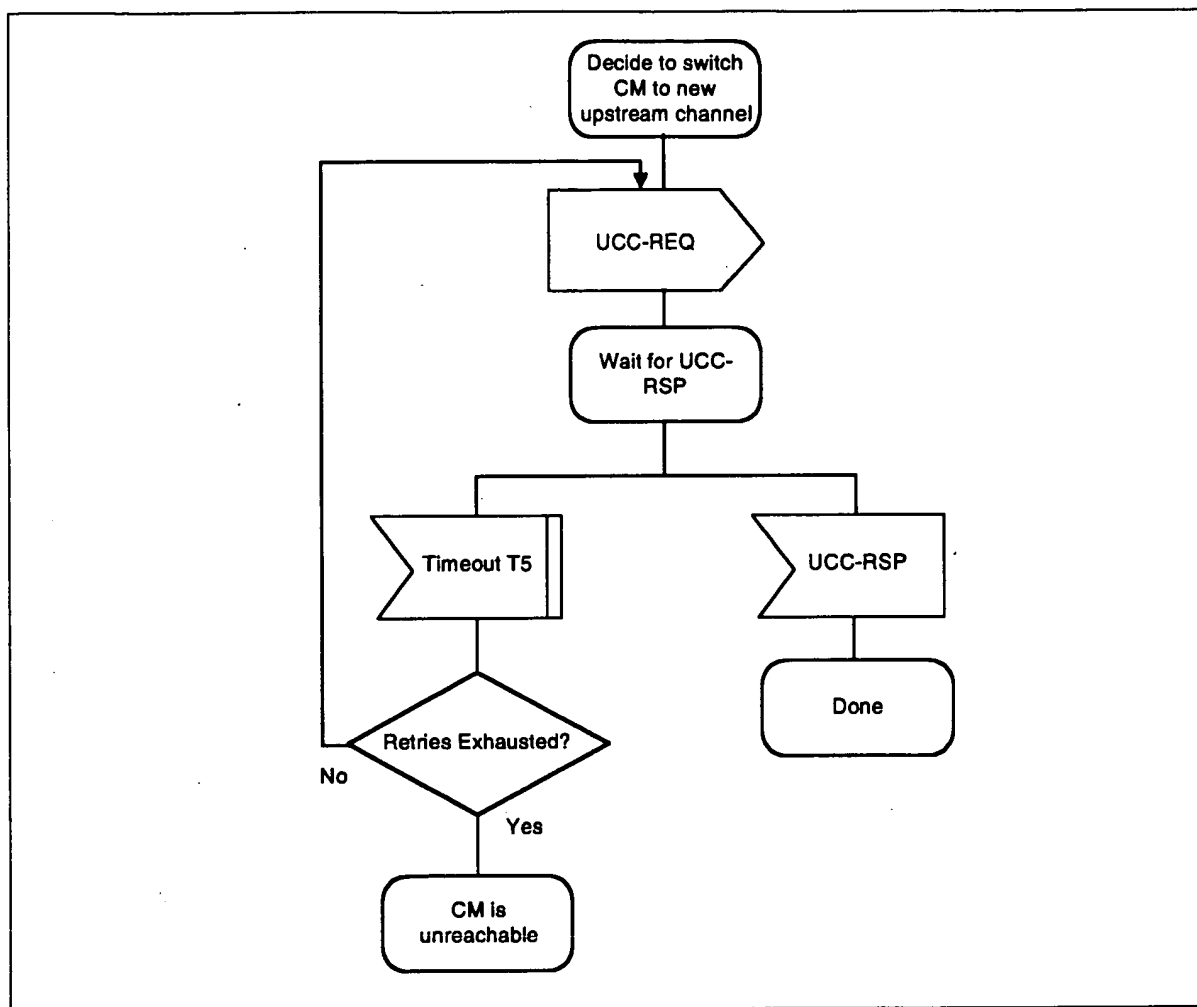 Decide to switch
CM to new
upstream channel
UCC-REQ
Wait for UCC-
RSP
Timeout T5
UCC-RSP
Done
Retries Exhausted?
No
Yes
CM is
unreachable